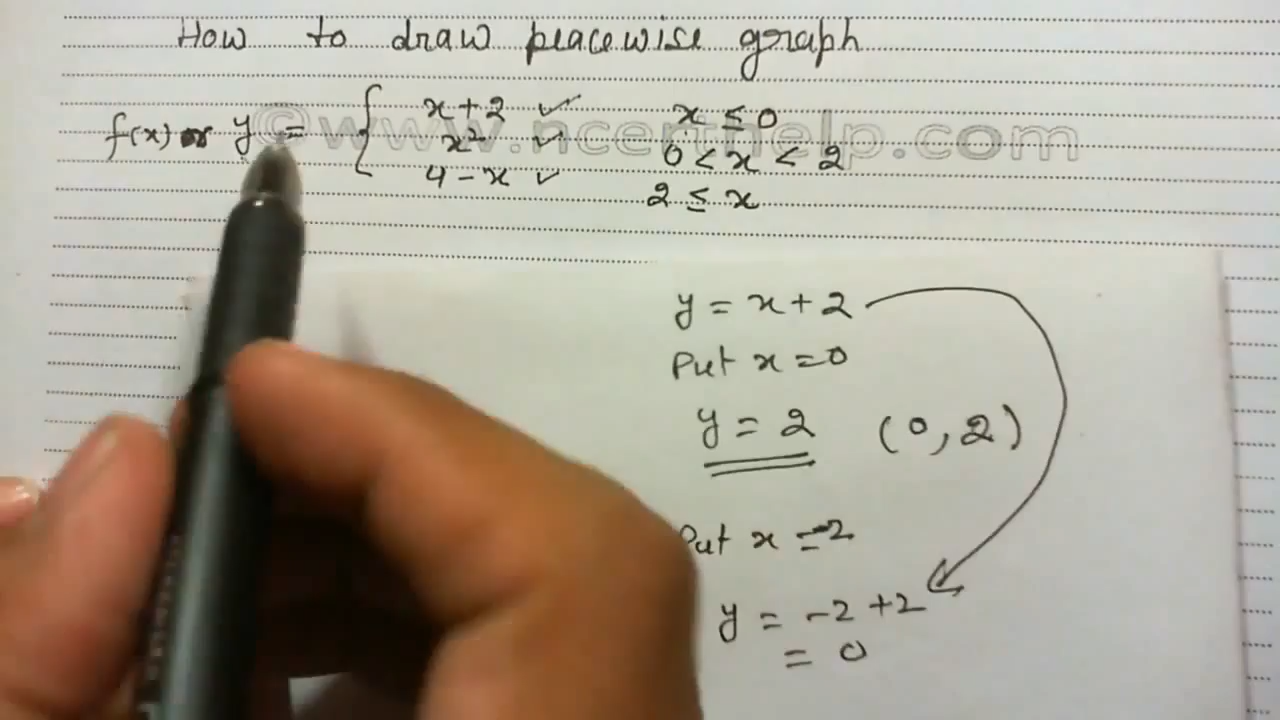 How to draw peacewise graph
x + 2 ✓ x ≤ 0
f(x) or y = { x² ✓ 0 < x < 2
4 - x ✓ 2 ≤ x
© www.ncerthelp.com
y = x + 2
Put x = 0
y = 2 (0, 2)
Put x = -2
y = -2 + 2
= 0